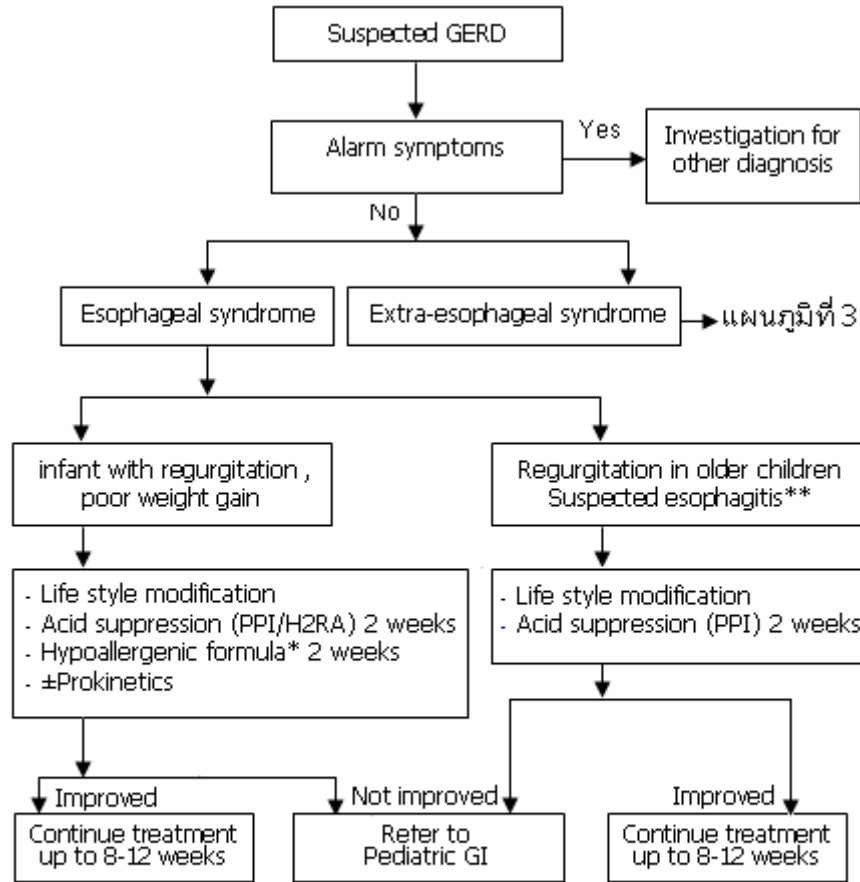 Suspected GERD
Alarm symptoms
Yes
Investigation for
other diagnosis
No
Esophageal syndrome
Extra-esophageal syndrome
แผนภูมิที่ 3
infant with regurgitation ,
poor weight gain
Regurgitation in older children
Suspected esophagitis**
- Life style modification
- Acid suppression (PPI/H2RA) 2 weeks
- Hypoallergenic formula* 2 weeks
- ±Prokinetics
- Life style modification
- Acid suppression (PPI) 2 weeks
Improved
Not improved
Improved
Continue treatment
up to 8-12 weeks
Refer to
Pediatric GI
Continue treatment
up to 8-12 weeks